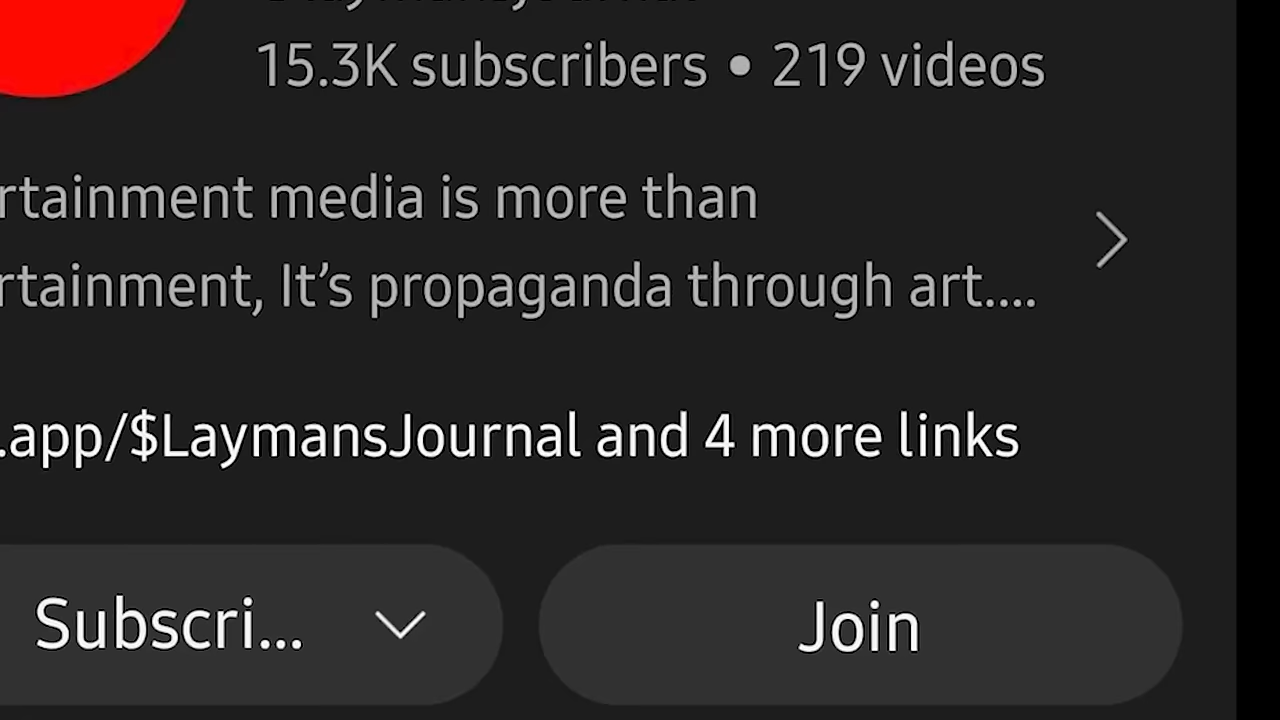 15.3K subscribers • 219 videos
rtainment media is more than
rtainment, It’s propaganda through art....
.app/$LaymansJournal and 4 more links
Subscri... Join